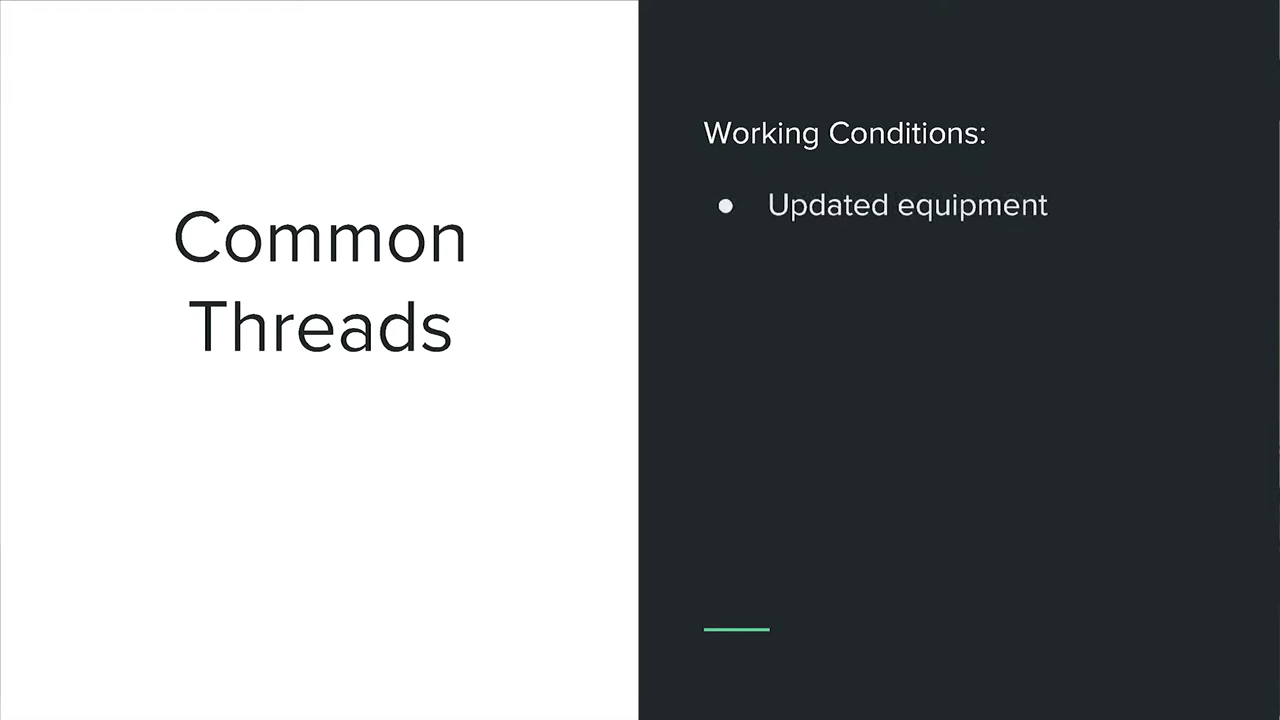 Common
Threads
Working Conditions:
● Updated equipment